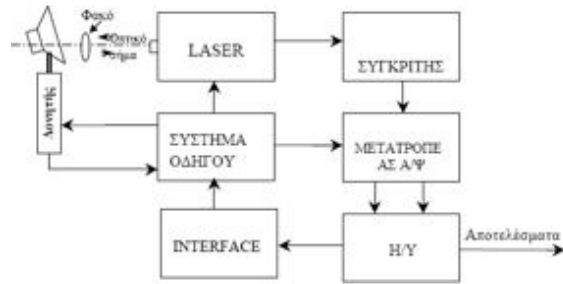 Φακό
Οπτικό
σήμα
LASER
ΣΥΓΚΡΙΤΗΣ
Δονητής
ΣΥΣΤΗΜΑ
ΟΔΗΓΟΥ
ΜΕΤΑΤΡΟΠΕ
ΑΣ Α/Ψ
INTERFACE
Η/Υ
Αποτελέσματα